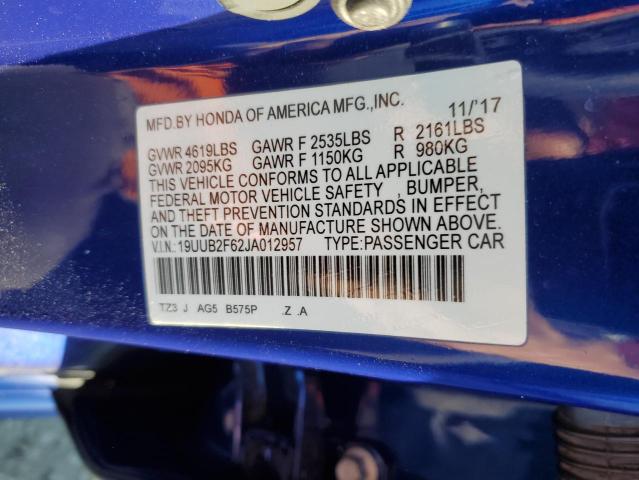 MFD.BY HONDA OF AMERICA MFG.,INC. 11/'17
GVWR 4619LBS GAWR F 2535LBS R 2161LBS
GVWR 2095KG GAWR F 1150KG R 980KG
THIS VEHICLE CONFORMS TO ALL APPLICABLE
FEDERAL MOTOR VEHICLE SAFETY , BUMPER,
AND THEFT PREVENTION STANDARDS IN EFFECT
ON THE DATE OF MANUFACTURE SHOWN ABOVE.
V.I.N.:19UUB2F62JA012957 TYPE:PASSENGER CAR
TZ3 J AG5 B575P .Z .A